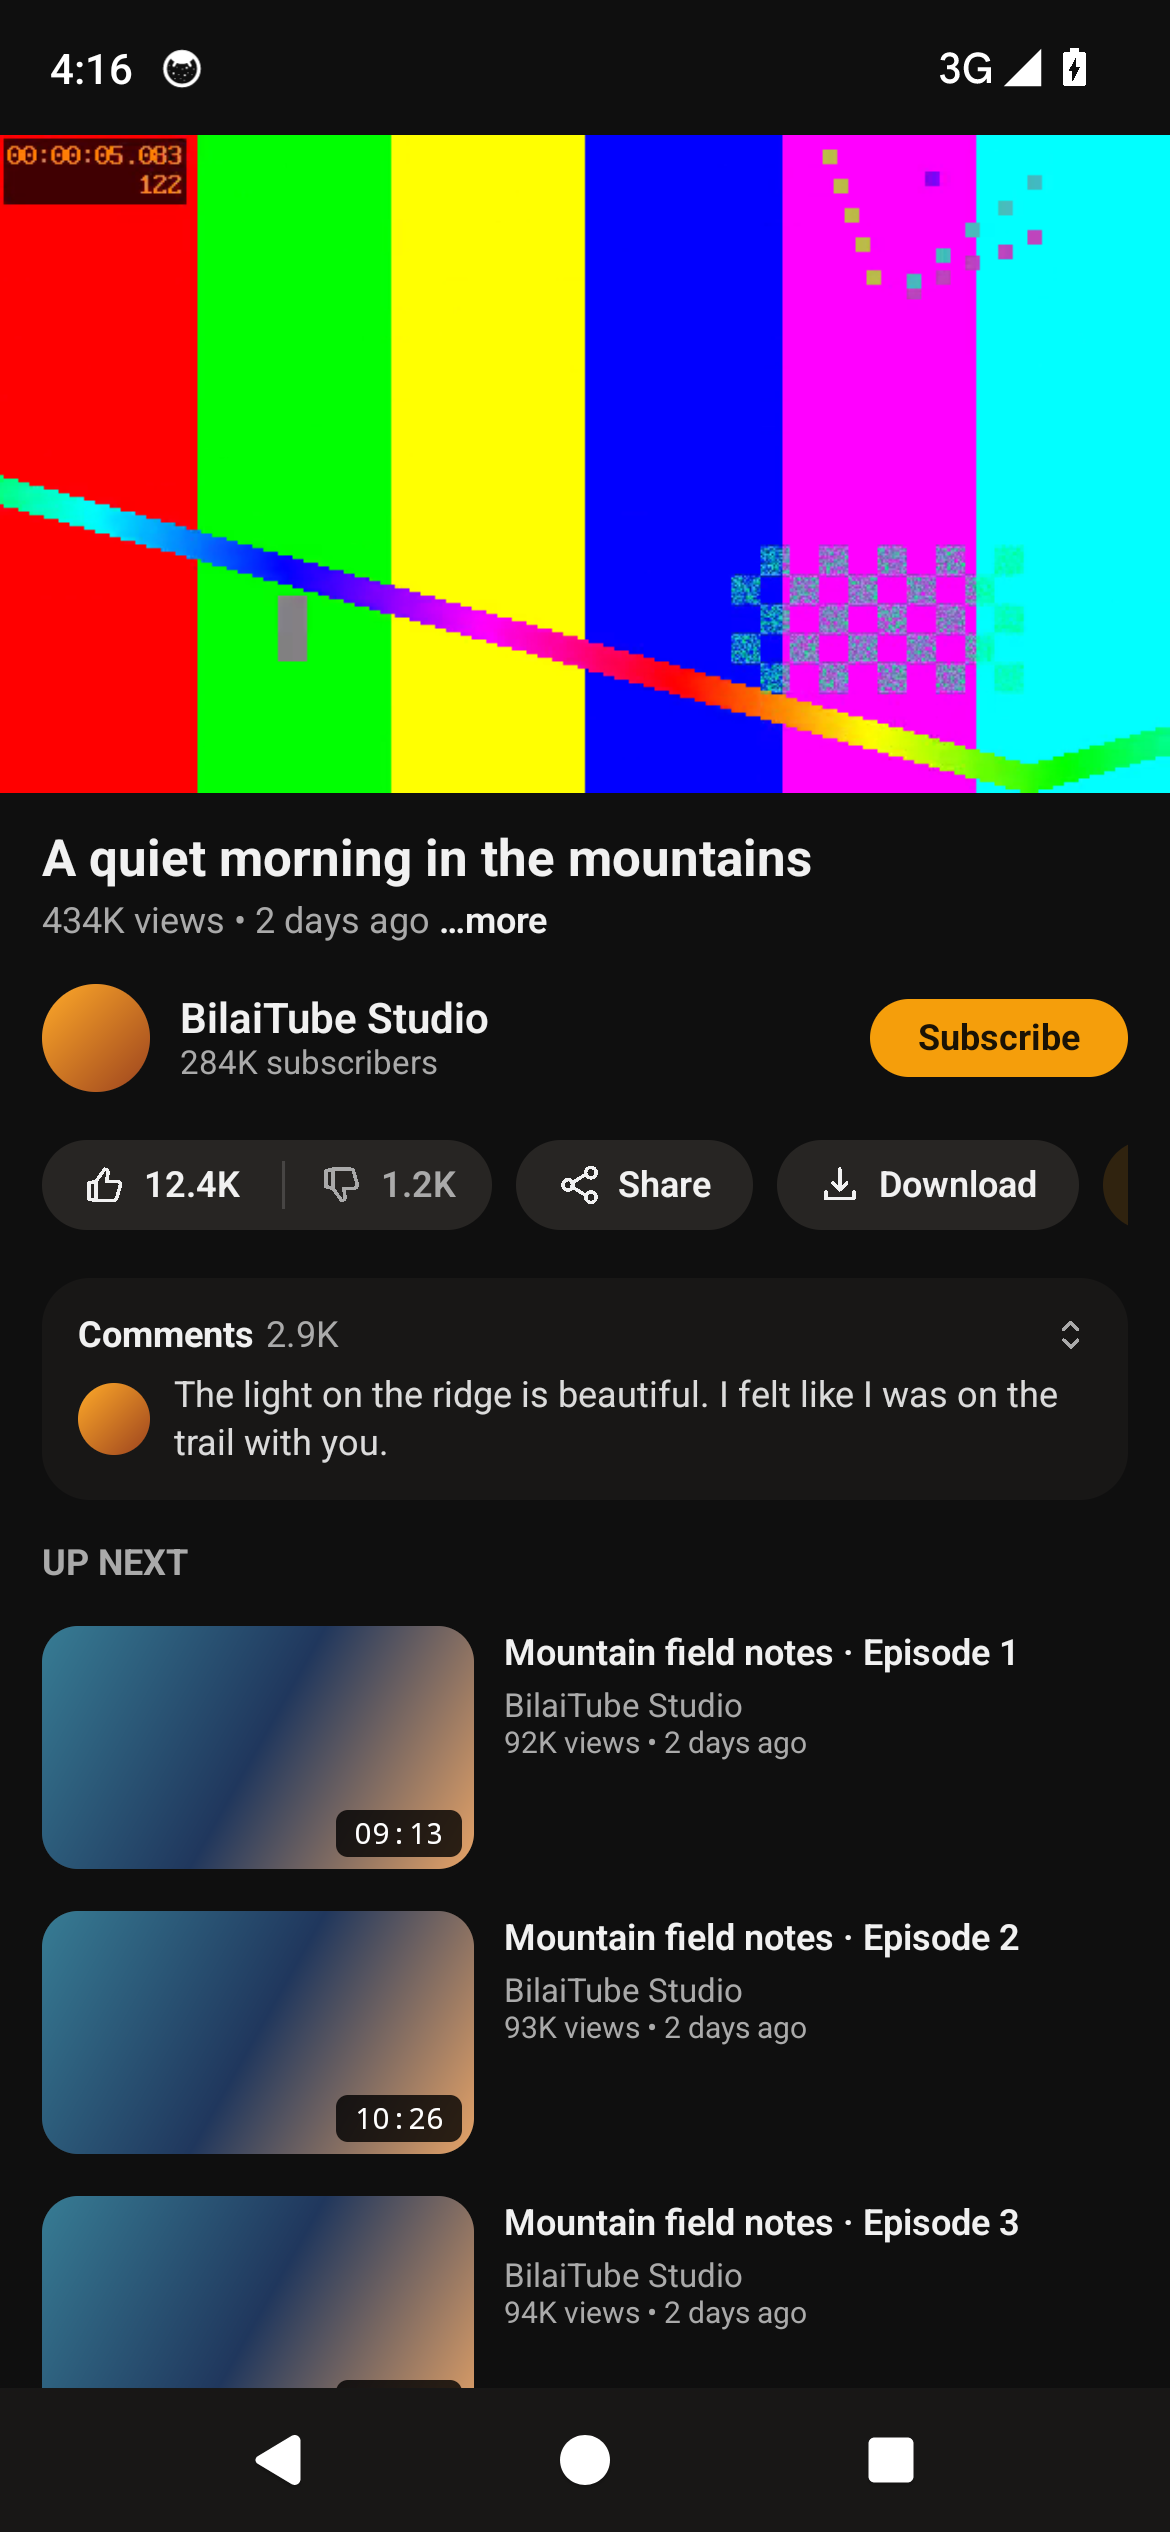 4:16
3G
00:00:05.083
122
A quiet morning in the mountains
434K views • 2 days ago ...more
BilaiTube Studio
284K subscribers
Subscribe
12.4K
1.2K
Share
Download
Comments 2.9K
The light on the ridge is beautiful. I felt like I was on the
trail with you.
UP NEXT
Mountain field notes · Episode 1
BilaiTube Studio
92K views • 2 days ago
09:13
Mountain field notes · Episode 2
BilaiTube Studio
93K views • 2 days ago
10:26
Mountain field notes · Episode 3
BilaiTube Studio
94K views • 2 days ago